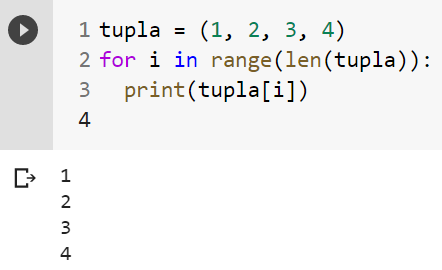 1 tupla = (1, 2, 3, 4)
2 for i in range(len(tupla)):
3   print(tupla[i])
4
1
2
3
4